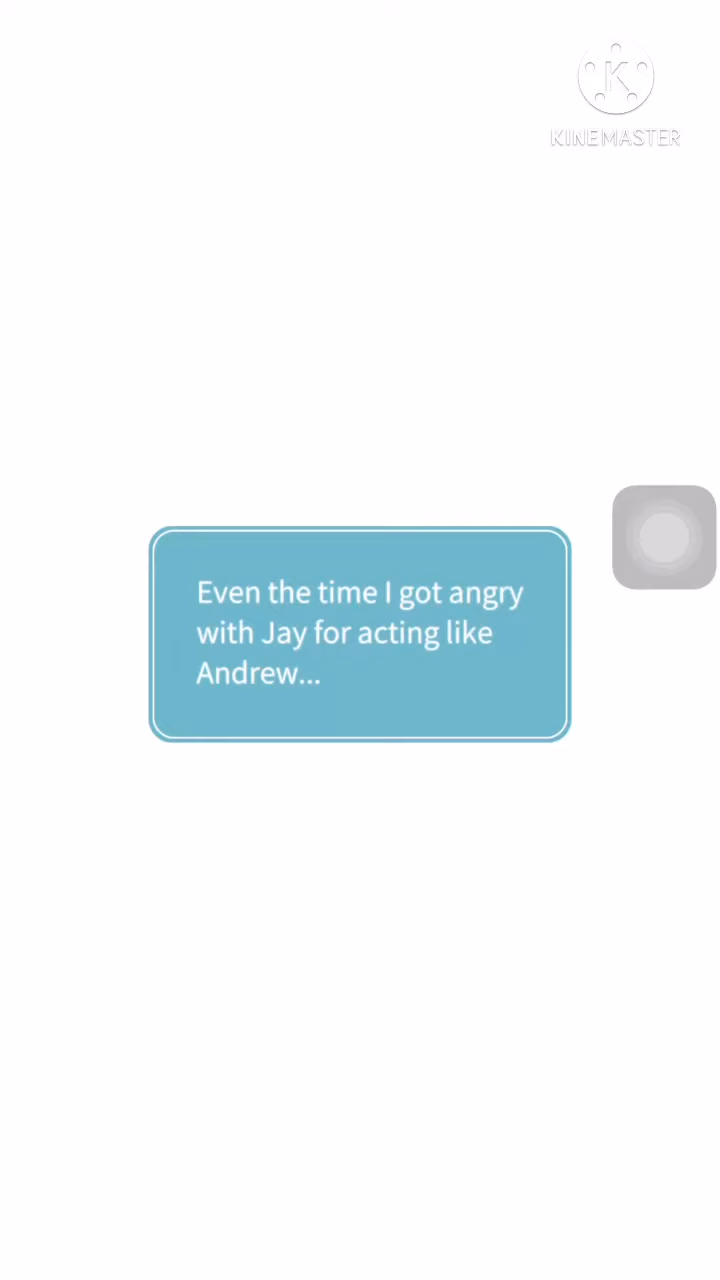 K
KINEMASTER
Even the time I got angry
with Jay for acting like
Andrew...